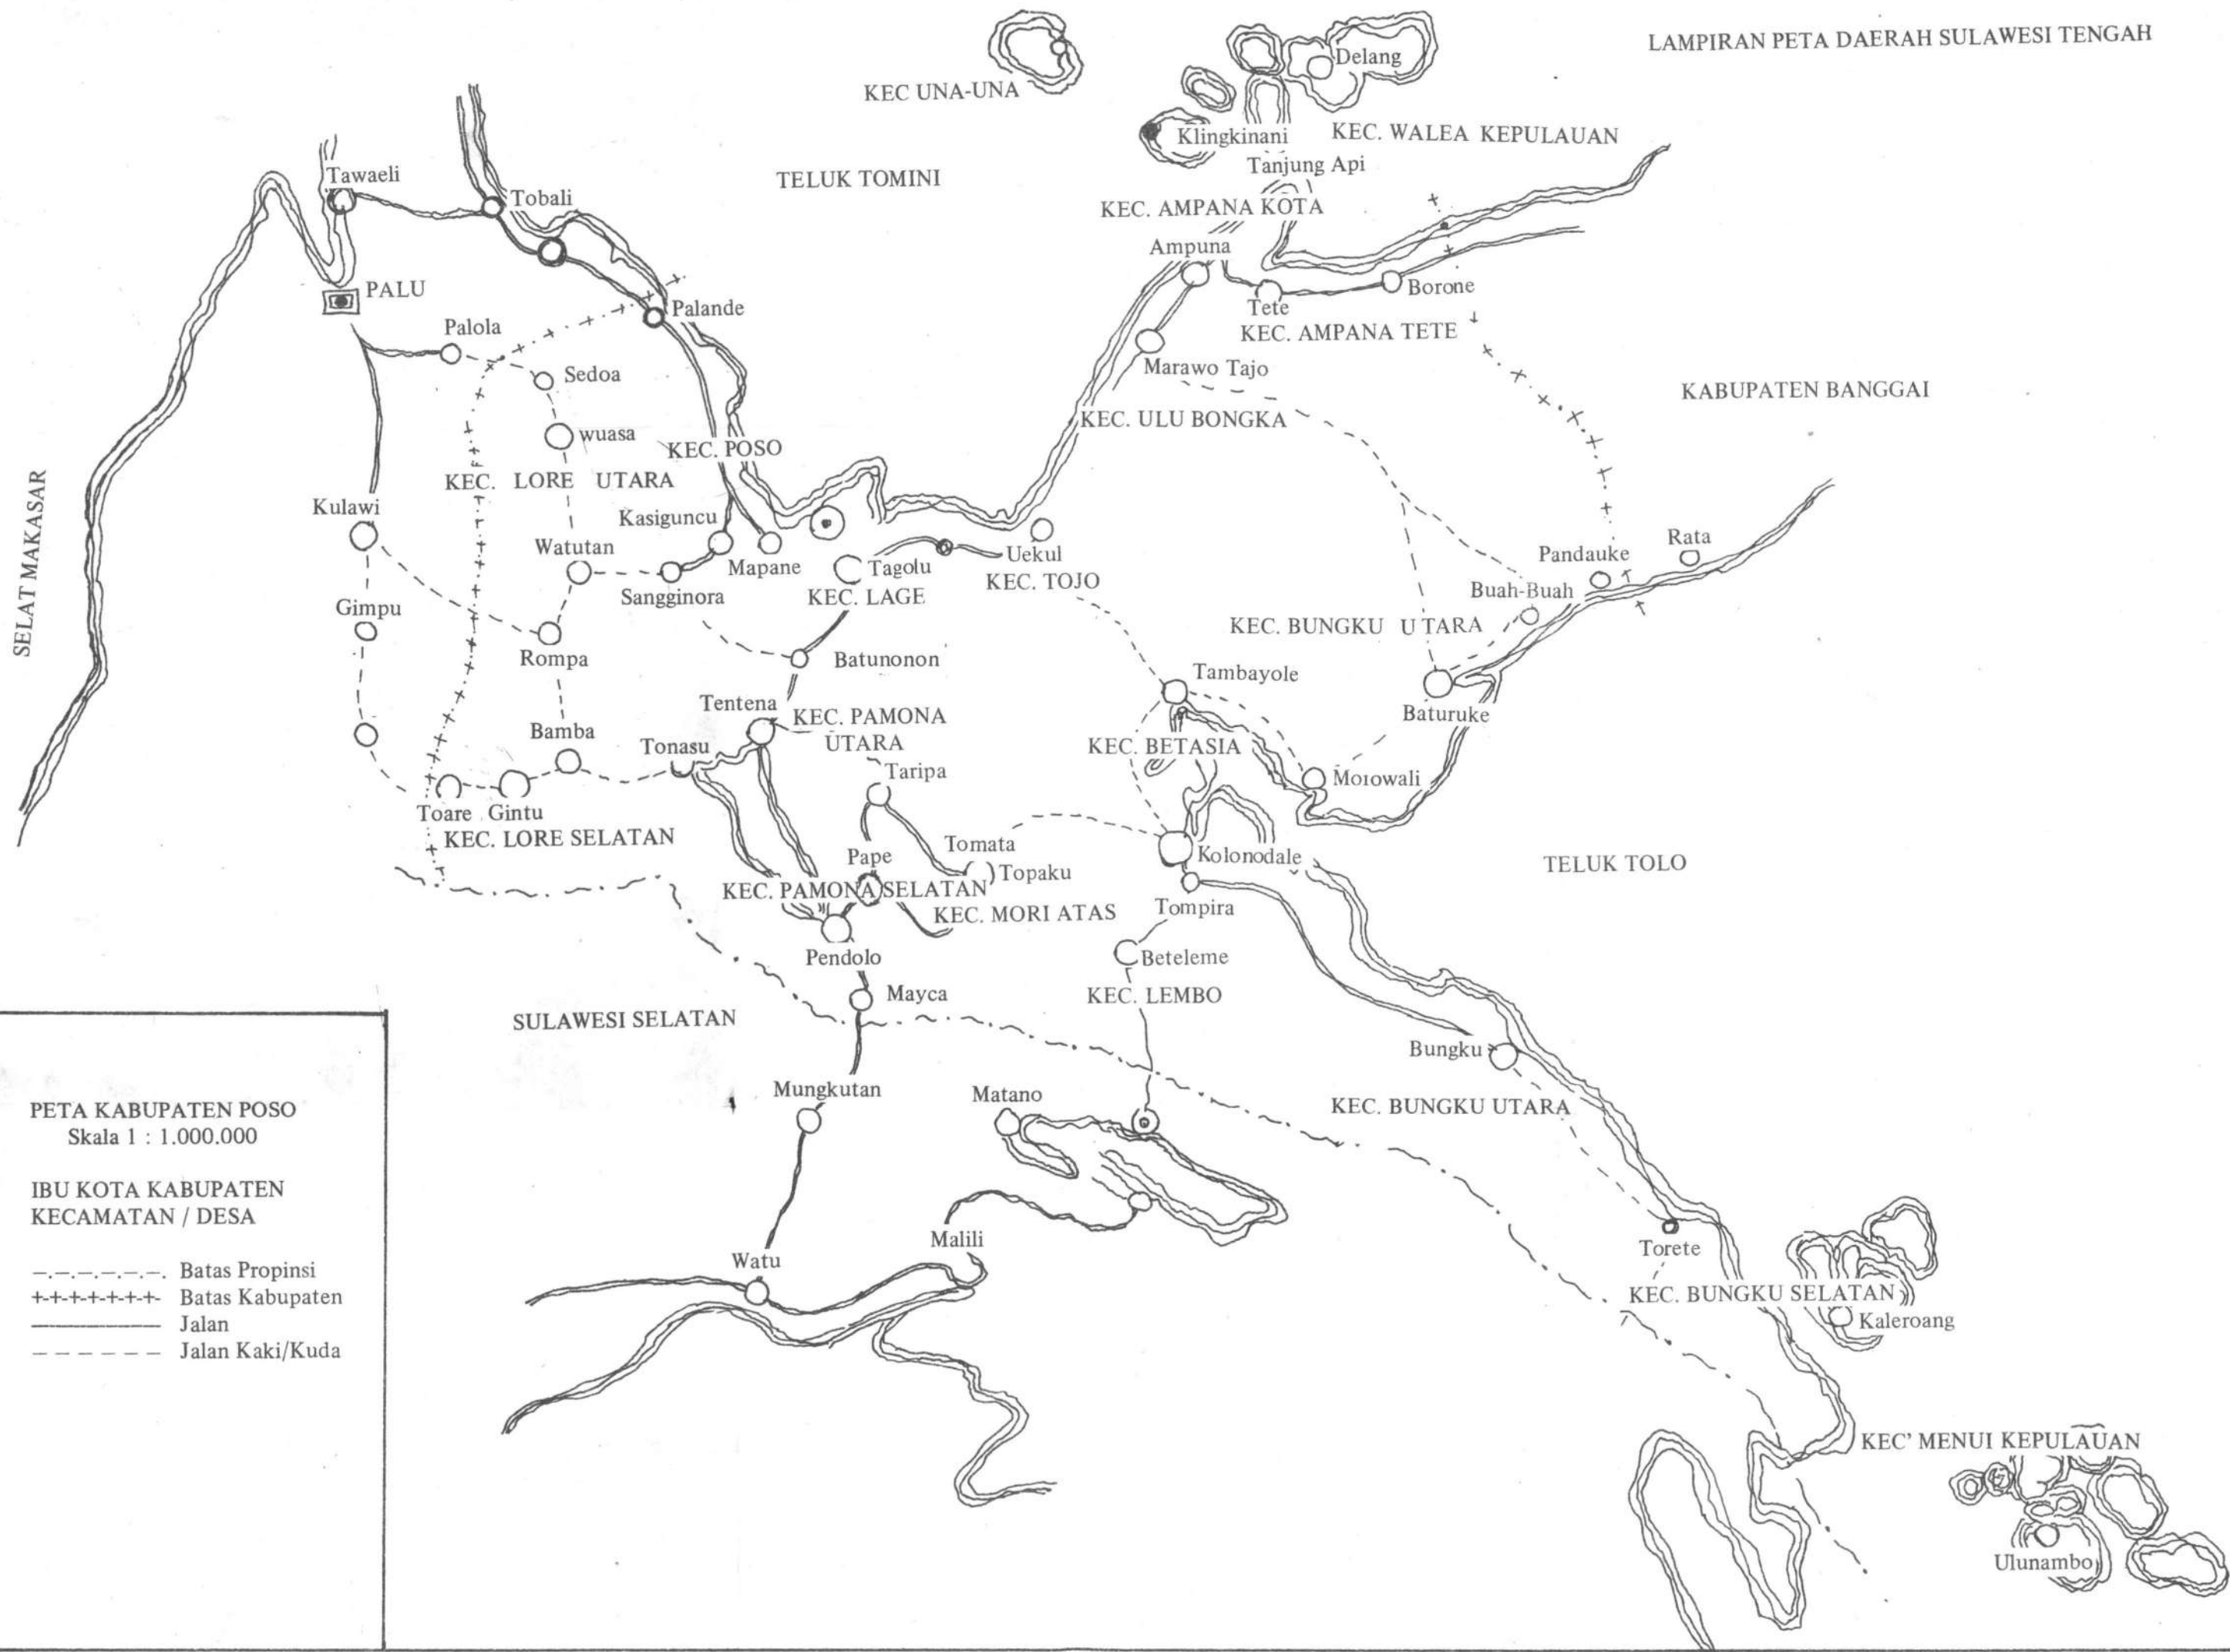 LAMPIRAN PETA DAERAH SULAWESI TENGAH
Delang
KEC UNA-UNA
Klingkinani
KEC. WALEA KEPULAUAN
Tanjung Api
TELUK TOMINI
Tawaeli
Tobali
KEC. AMPANA KOTA
Ampuna
PALU
Palande
Borone
Tete
Palola
KEC. AMPANA TETE
Sedoa
Marawo Tajo
KABUPATEN BANGGAI
KEC. ULU BONGKA
wuasa
KEC. POSO
KEC. LORE UTARA
SELAT MAKASAR
Kulawi
Kasiguncu
Watutan
Mapane
Tagolu
Uekul
Pandauke
Rata
Sangginora
KEC. LAGE
KEC. TOJO
Buah-Buah
Gimpu
KEC. BUNGKU UTARA
Rompa
Batunonon
Tambayole
Tentena
KEC. PAMONA
UTARA
Baturuke
Bamba
Tonasu
KEC. BETASIA
Taripa
Morowali
Toare
Gintu
KEC. LORE SELATAN
Tomata
Pape
Kolonodale
TELUK TOLO
Topaku
KEC. PAMONA SELATAN
KEC. MORI ATAS
Tompira
Pendolo
Beteleme
Mayca
KEC. LEMBO
SULAWESI SELATAN
Bungku
Mungkutan
Matano
KEC. BUNGKU UTARA
Malili
Watu
Torete
KEC. BUNGKU SELATAN
Kaleroang
KEC' MENUI KEPULAUAN
Ulunambo
PETA KABUPATEN POSO
Skala 1 : 1.000.000
IBU KOTA KABUPATEN
KECAMATAN / DESA
Batas Propinsi
Batas Kabupaten
Jalan
Jalan Kaki/Kuda